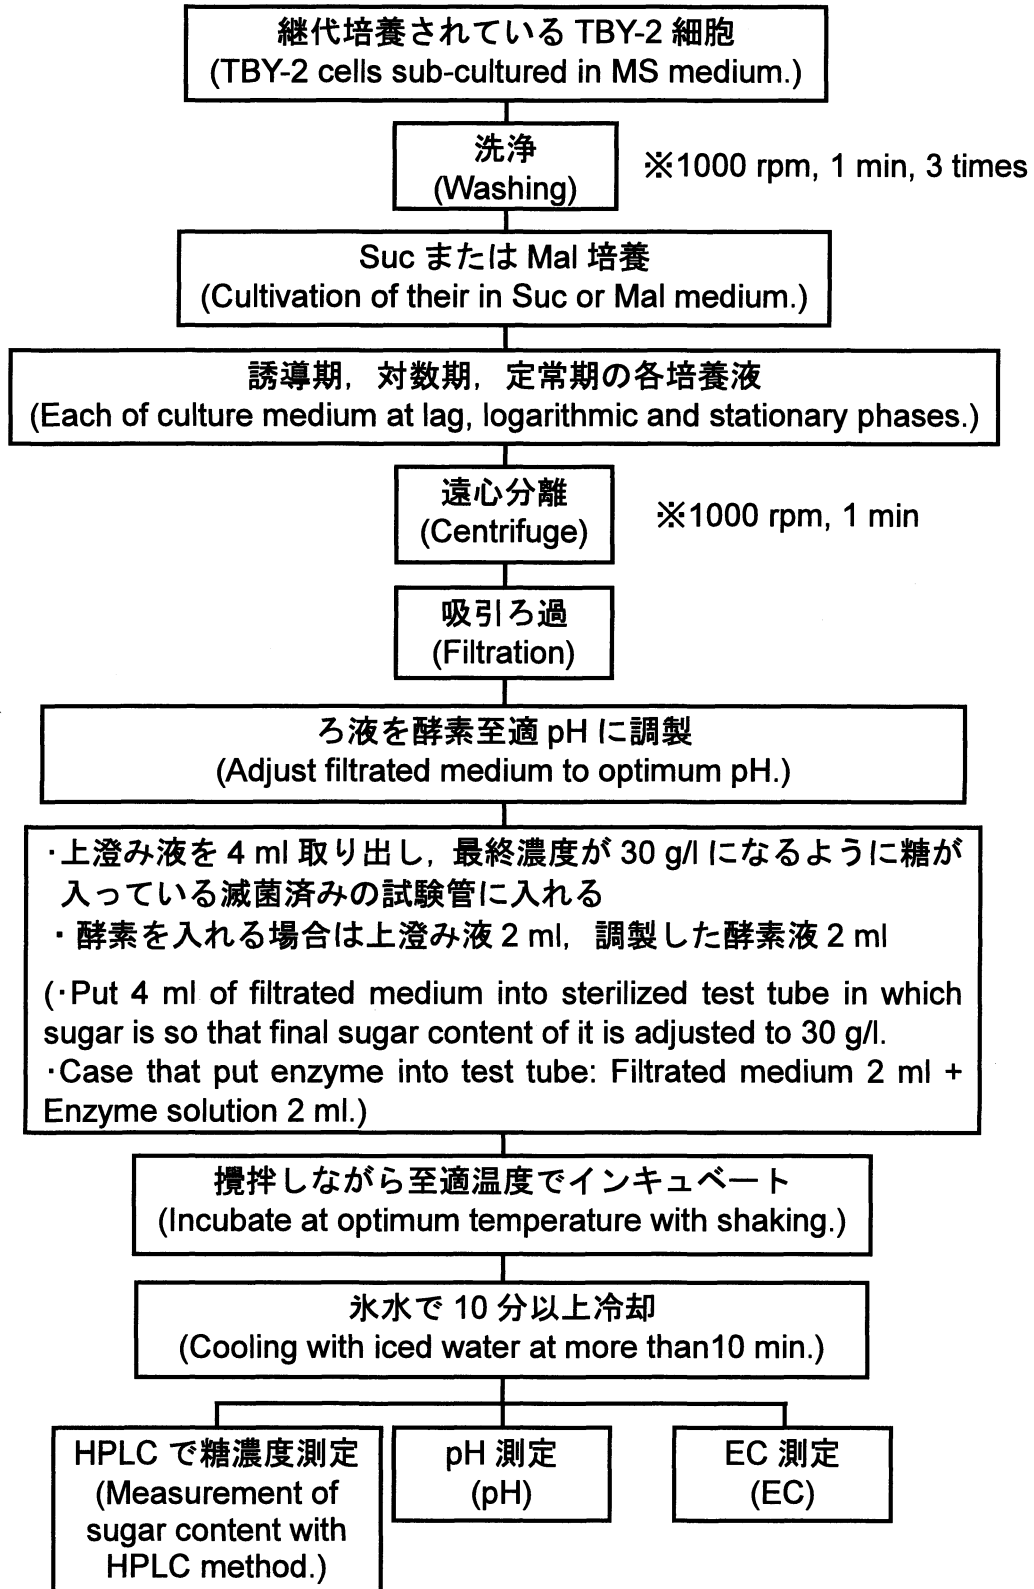 継代培養されている TBY-2 細胞
(TBY-2 cells sub-cultured in MS medium.)
洗浄
(Washing)
※1000 rpm, 1 min, 3 times
Suc または Mal 培養
(Cultivation of their in Suc or Mal medium.)
誘導期，対数期，定常期の各培養液
(Each of culture medium at lag, logarithmic and stationary phases.)
遠心分離
(Centrifuge)
※1000 rpm, 1 min
吸引ろ過
(Filtration)
ろ液を酵素至適 pH に調製
(Adjust filtrated medium to optimum pH.)
・上澄み液を 4 ml 取り出し，最終濃度が 30 g/l になるように糖が
入っている滅菌済みの試験管に入れる
・酵素を入れる場合は上澄み液 2 ml，調製した酵素液 2 ml
(・Put 4 ml of filtrated medium into sterilized test tube in which
sugar is so that final sugar content of it is adjusted to 30 g/l.
・Case that put enzyme into test tube: Filtrated medium 2 ml +
Enzyme solution 2 ml.)
攪拌しながら至適温度でインキュベート
(Incubate at optimum temperature with shaking.)
氷水で 10 分以上冷却
(Cooling with iced water at more than10 min.)
HPLC で糖濃度測定
(Measurement of
sugar content with
HPLC method.)
pH 測定
(pH)
EC 測定
(EC)